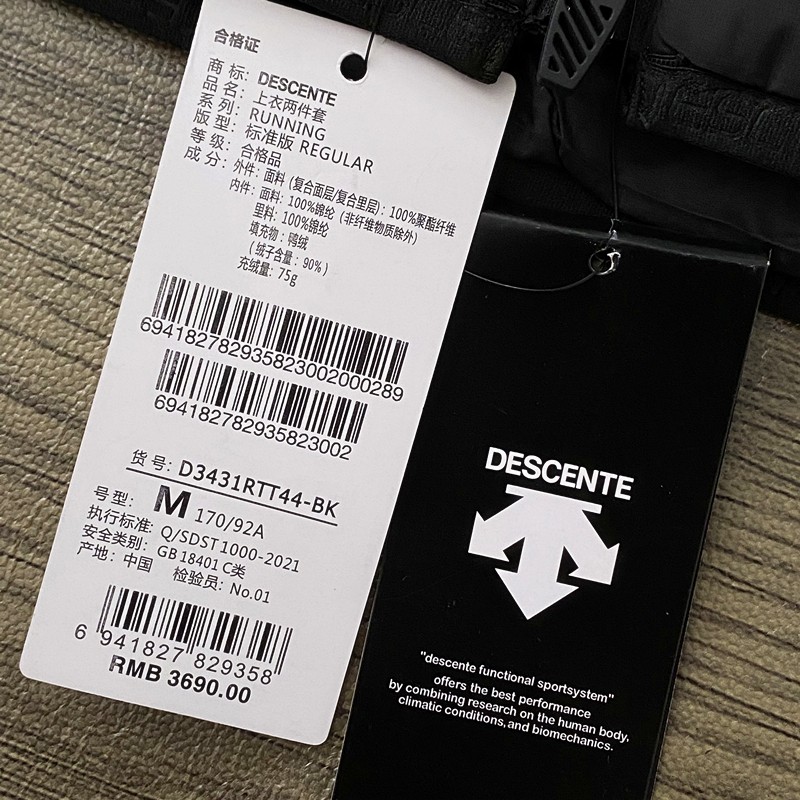 合格证
商 标: DESCENTE
品 名: 上衣两件套
系 列: RUNNING
版 型: 标准版 REGULAR
等 级: 合格品
成 分: 外件: 面料 (复合面层/复合里层) : 100%聚酯纤维
内件: 面料: 100%锦纶 (非纤维物质除外)
里料: 100%锦纶
填充物 : 鸭绒
(绒子含量: 90%)
充绒量: 75g
694182782935823002000289
694182782935823002
货 号: D3431RTT44-BK
号 型: M 170/92A
执行标准: Q/SDST1000-2021
安全类别: GB 18401 C类
产地: 中国 检验员: No.01
6 941827 829358
RMB 3690.00
DESCENTE
"descente functional sportsystem"
offers the best performance
by combining research on the human body,
climatic conditions, and biomechanics.